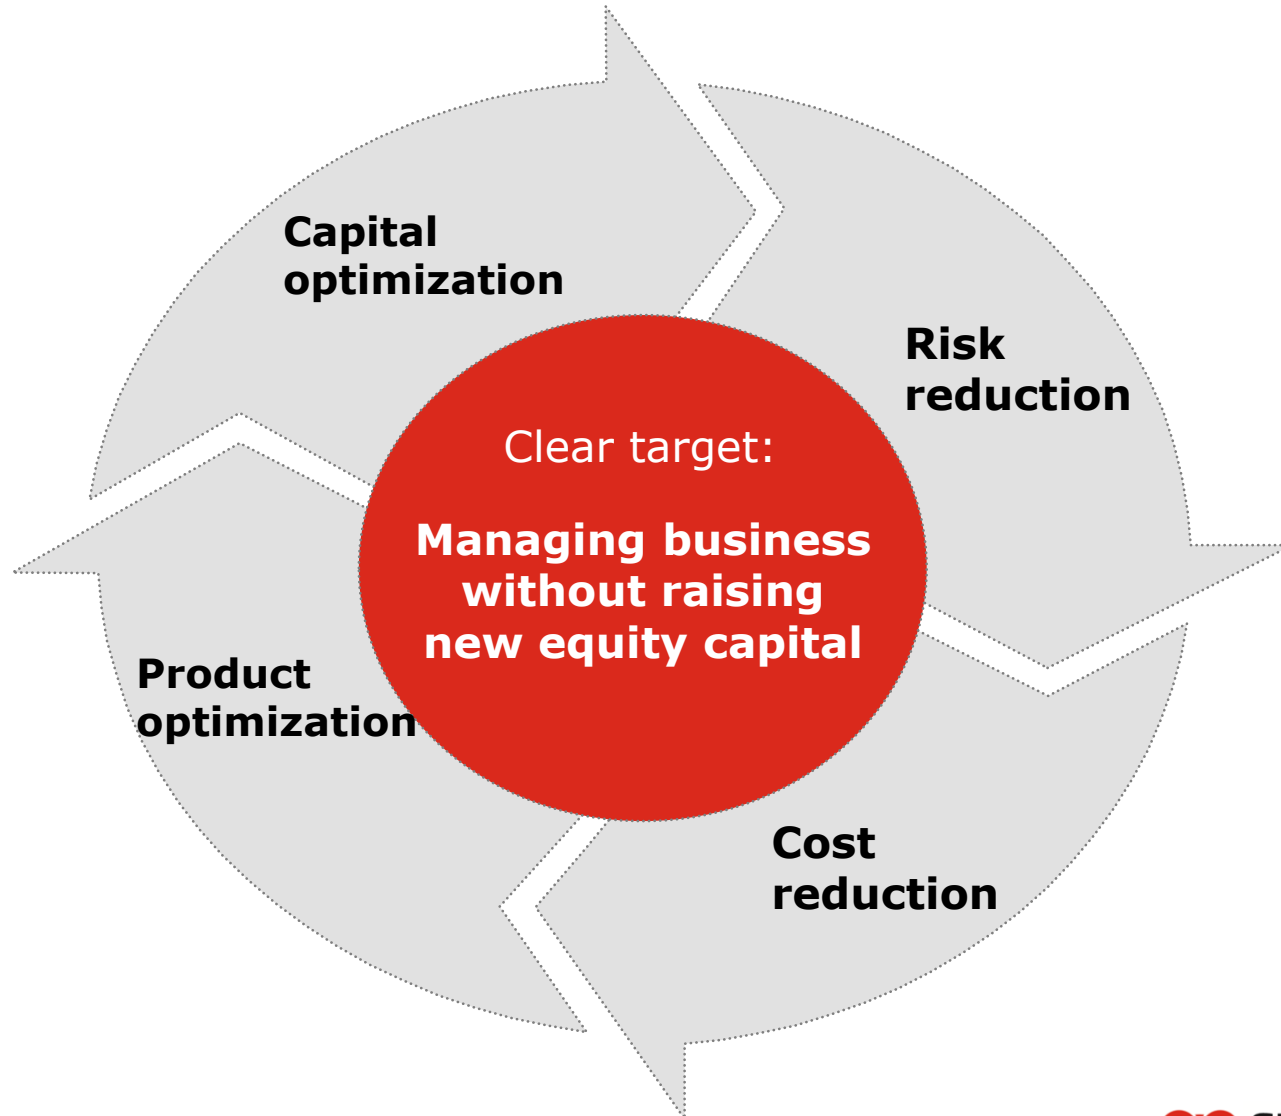 Capital
optimization
Risk
reduction
Clear target:
Managing business
without raising
new equity capital
Product
optimization
Cost
reduction